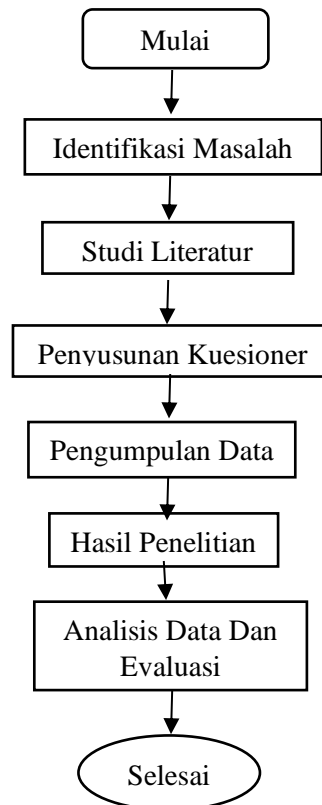 Mulai
Identifikasi Masalah
Studi Literatur
Penyusunan Kuesioner
Pengumpulan Data
Hasil Penelitian
Analisis Data Dan
Evaluasi
Selesai